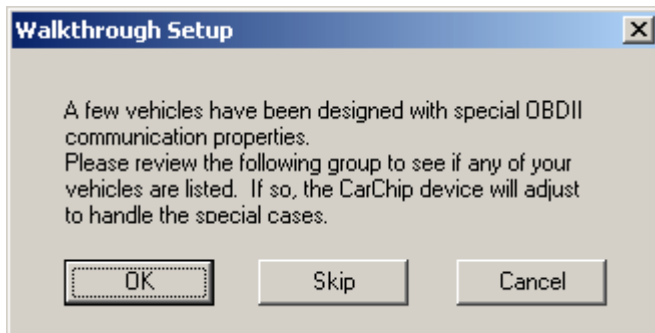 Walkthrough Setup
A few vehicles have been designed with special OBDII
communication properties.
Please review the following group to see if any of your
vehicles are listed.  If so, the CarChip device will adjust
to handle the special cases.
OK
Skip
Cancel